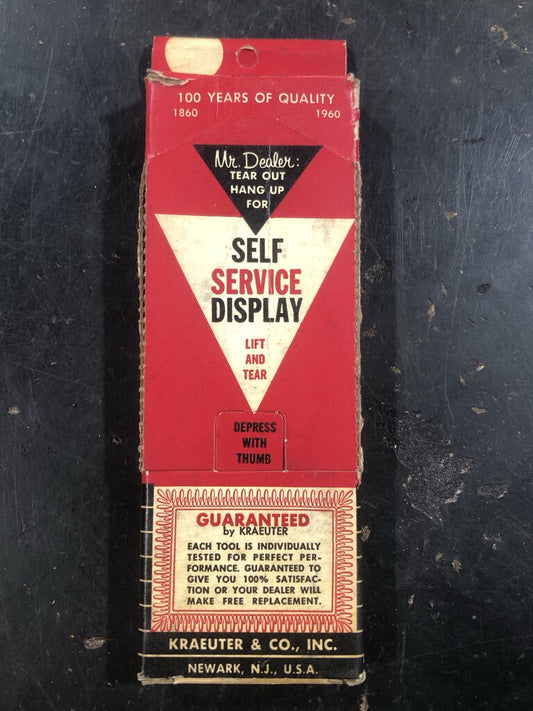 100 YEARS OF QUALITY
1860 1960
Mr. Dealer:
TEAR OUT
HANG UP
FOR
SELF
SERVICE
DISPLAY
LIFT
AND
TEAR
DEPRESS
WITH
THUMB
GUARANTEED
by KRAEUTER
EACH TOOL IS INDIVIDUALLY
TESTED FOR PERFECT PER-
FORMANCE. GUARANTEED TO
GIVE YOU 100% SATISFAC-
TION OR YOUR DEALER WILL
MAKE FREE REPLACEMENT.
KRAEUTER & CO., INC.
NEWARK, N.J., U.S.A.